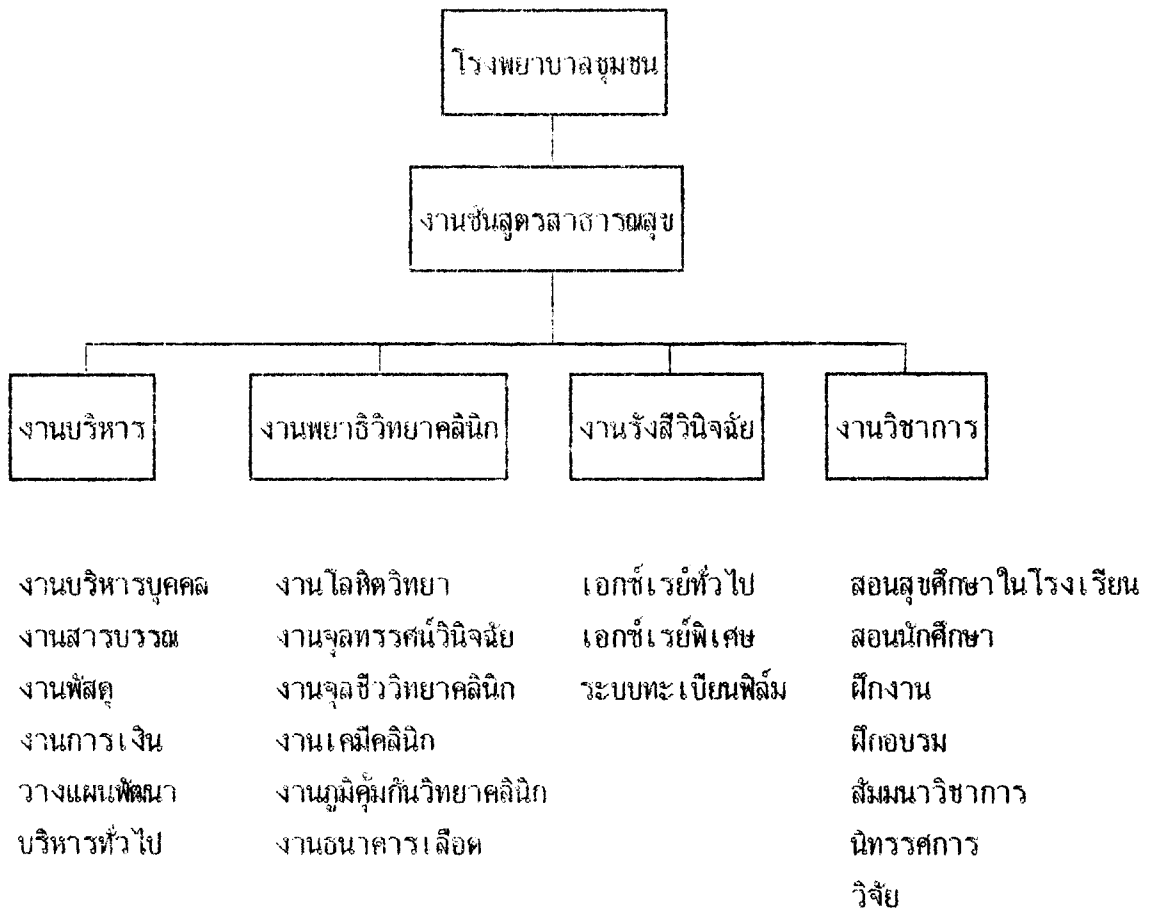 โรงพยาบาลชุมชน
งานชันสูตรสาธารณสุข
งานบริหาร
งานพยาธิวิทยาคลินิก
งานรังสีวินิจฉัย
งานวิชาการ
งานบริหารบุคคล
งานสารบรรณ
งานพัสดุ
งานการเงิน
วางแผนพัฒนา
บริหารทั่วไป
งานโลหิตวิทยา
งานจุลทรรศน์วินิจฉัย
งานจุลชีววิทยาคลินิก
งานเคมีคลินิก
งานภูมิคุ้มกันวิทยาคลินิก
งานธนาคารเลือด
เอกซ์เรย์ทั่วไป
เอกซ์เรย์พิเศษ
ระบบทะเบียนฟิล์ม
สอนสุขศึกษาในโรงเรียน
สอนนักศึกษา
ฝึกงาน
ฝึกอบรม
สัมมนาวิชาการ
นิทรรศการ
วิจัย